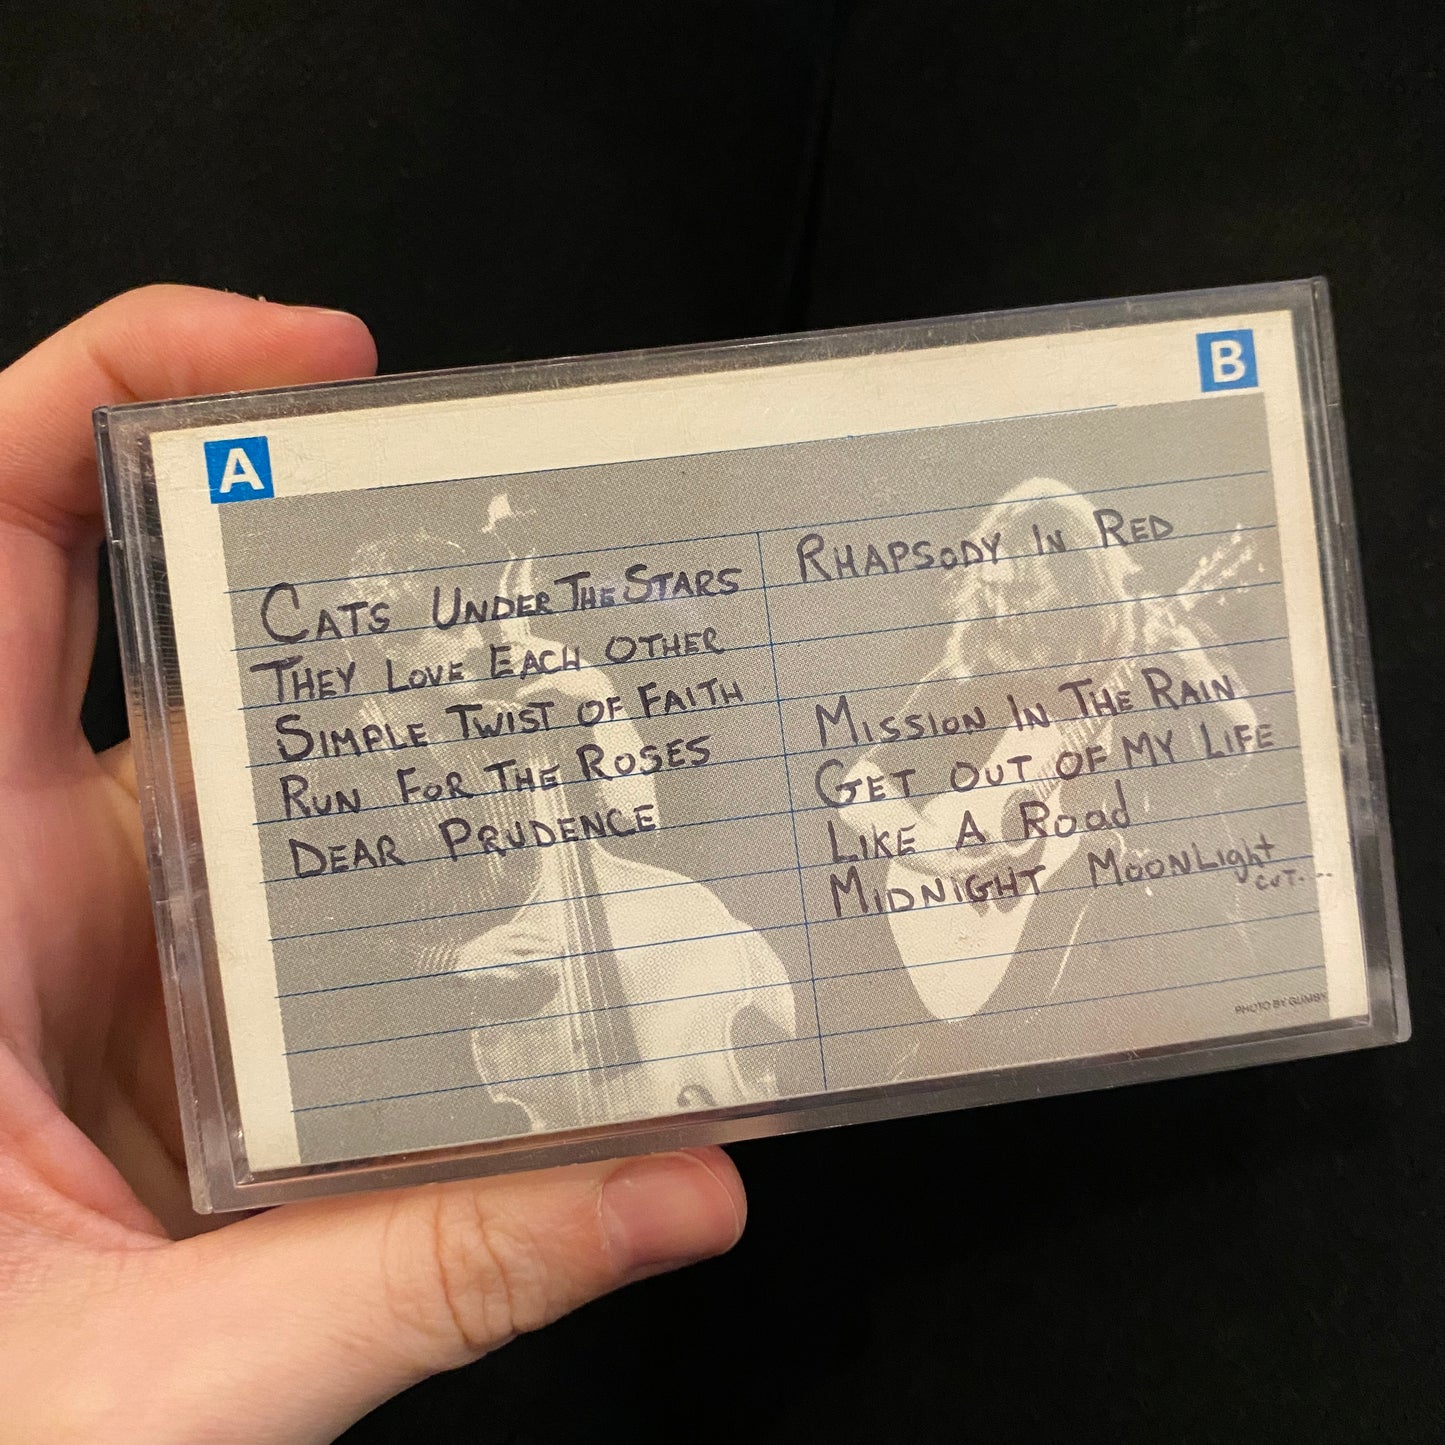 A
CATS UNDER THE STARS
THEY LOVE EACH OTHER
SIMPLE TWIST OF FAITH
RUN FOR THE ROSES
DEAR PRUDENCE
B
RHAPSODY IN RED
MISSION IN THE RAIN
GET OUT OF MY LIFE
LIKE A ROad
MIDNIGHT MOONLIght
CUT....
PHOTO BY GUMBY